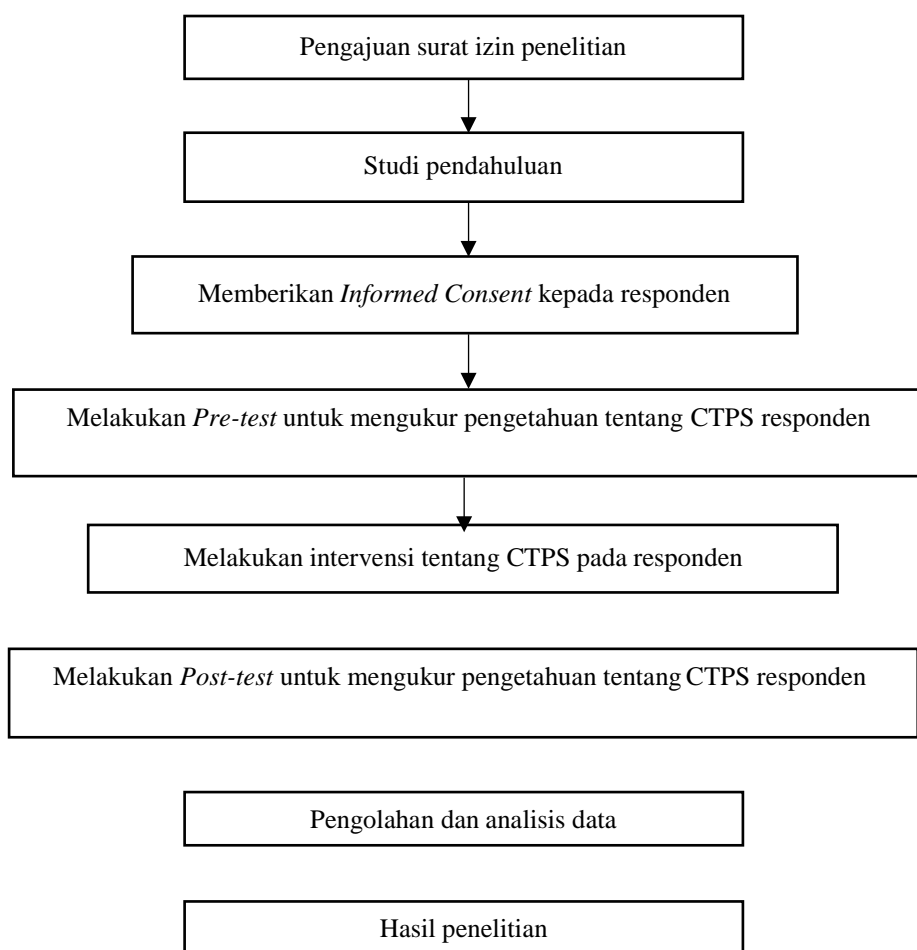 Pengajuan surat izin penelitian
Studi pendahuluan
Memberikan Informed Consent kepada responden
Melakukan Pre-test untuk mengukur pengetahuan tentang CTPS responden
Melakukan intervensi tentang CTPS pada responden
Melakukan Post-test untuk mengukur pengetahuan tentang CTPS responden
Pengolahan dan analisis data
Hasil penelitian